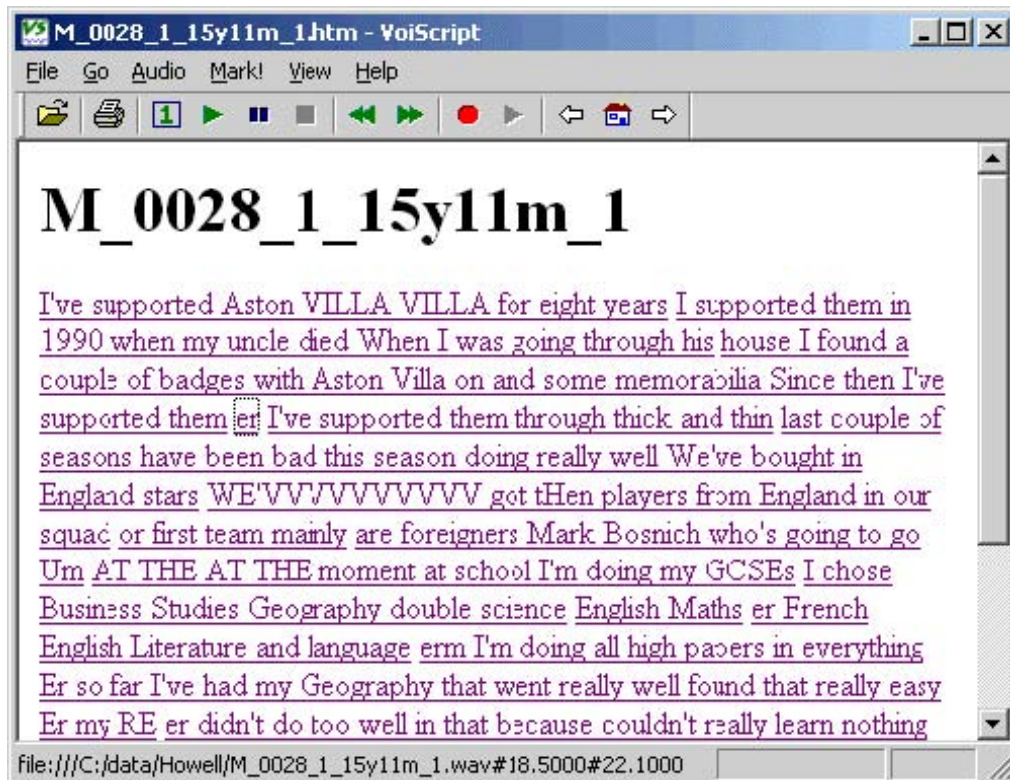 M_0028_1_15y11m_1.htm - VoiScript
File Go Audio Mark! View Help
1
M_0028_1_15y11m_1
I've supported Aston VILLA VILLA for eight years I supported them in
1990 when my uncle died When I was going through his house I found a
couple of badges with Aston Villa on and some memorabilia Since then I've
supported them er I've supported them through thick and thin last couple of
seasons have been bad this season doing really well We've bought in
England stars WE'VVVVVVVVVV got tHen players from England in our
squad or first team mainly are foreigners Mark Bosnich who's going to go
Um AT THE AT THE moment at school I'm doing my GCSEs I chose
Business Studies Geography double science English Maths er French
English Literature and language erm I'm doing all high papers in everything
Er so far I've had my Geography that went really well found that really easy
Er my RE er didn't do too well in that because couldn't really learn nothing
file:///C:/data/Howell/M_0028_1_15y11m_1.wav#18.5000#22.1000